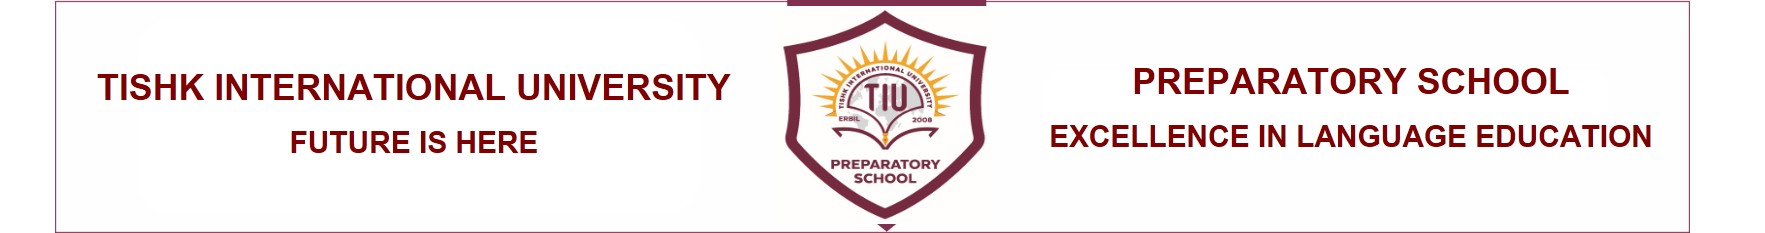 TISHK INTERNATIONAL UNIVERSITY
FUTURE IS HERE
TISHK INTERNATIONAL UNIVERSITY
TIU
ERBIL 2008
PREPARATORY
SCHOOL
PREPARATORY SCHOOL
EXCELLENCE IN LANGUAGE EDUCATION